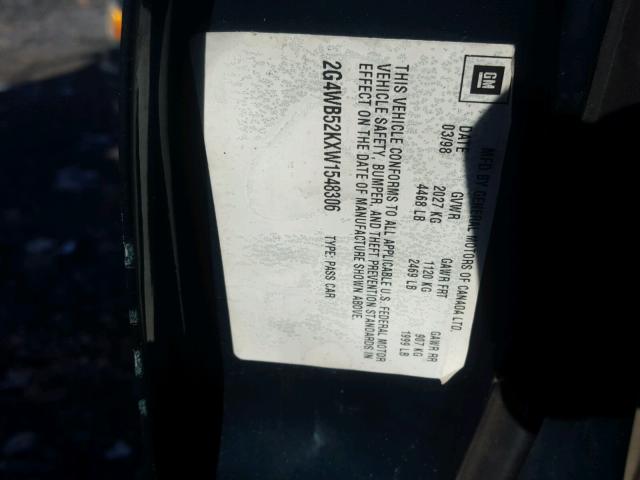 GM
MFD BY GENERAL MOTORS OF CANADA LTD.
DATE GVWR GAWR FRT GAWR RR
03/98 2027 KG 1120 KG 907 KG
4468 LB 2469 LB 1999 LB
THIS VEHICLE CONFORMS TO ALL APPLICABLE U.S. FEDERAL MOTOR
VEHICLE SAFETY, BUMPER, AND THEFT PREVENTION STANDARDS IN
EFFECT ON THE DATE OF MANUFACTURE SHOWN ABOVE.
2G4WB52KXW1548306 TYPE: PASS CAR